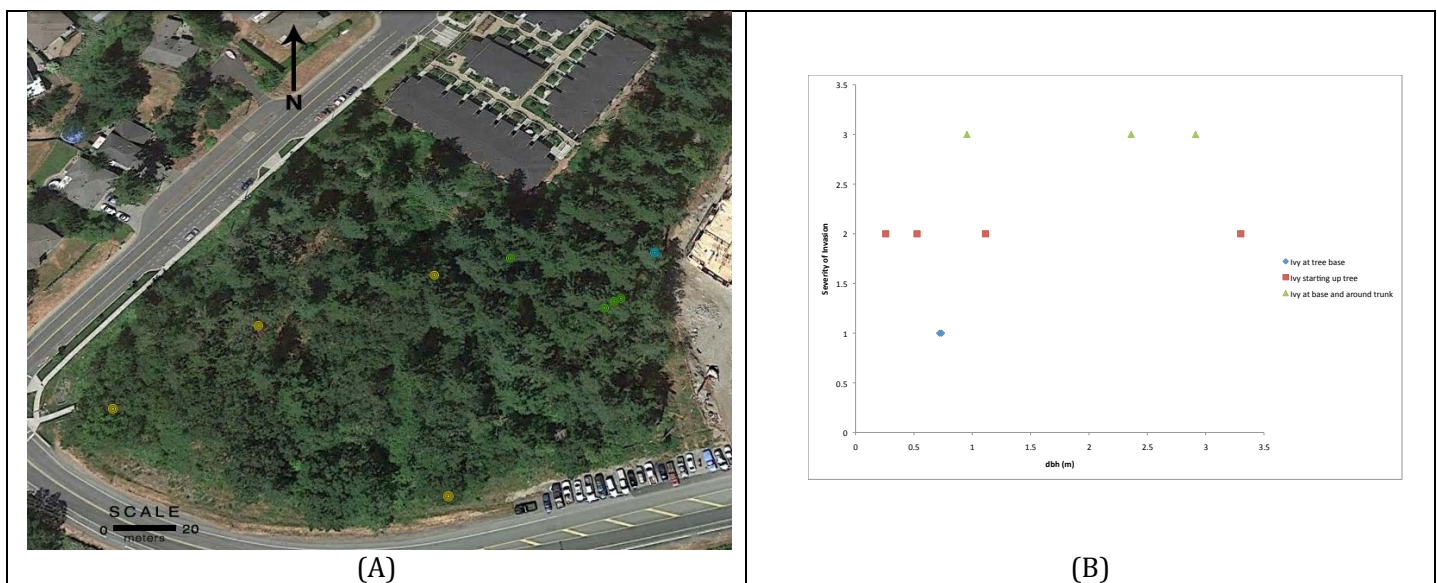 N
SCALE
0 20
meters
(A)
3.5
3
2.5
2
1.5
1
0.5
0
Severity of Invasion
0 0.5 1 1.5 2 2.5 3 3.5
dbh (m)
Ivy at tree base
Ivy starting up tree
Ivy at base and around trunk
(B)